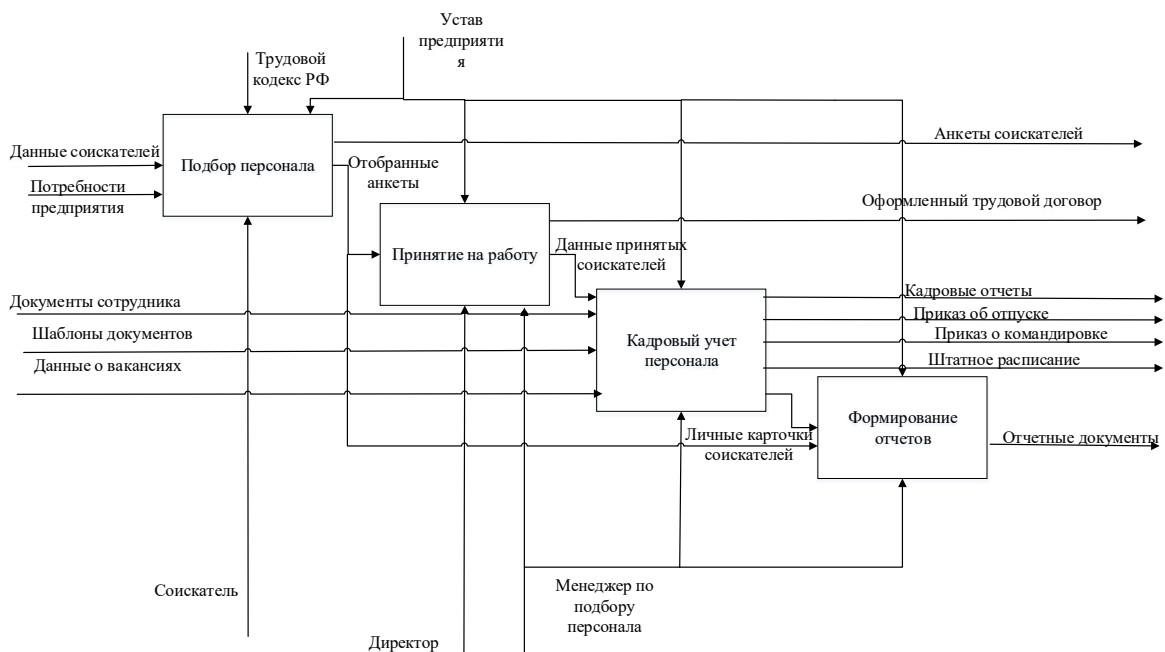 Устав
предприяти
я
Трудовой
кодекс РФ
Анкеты соискателей
Данные соискателей
Подбор персонала
Отобранные
анкеты
Потребности
предприятия
Оформленный трудовой договор
Принятие на работу
Данные принятых
соискателей
Документы сотрудника
Кадровые отчеты
Приказ об отпуске
Шаблоны документов
Кадровый учет
персонала
Приказ о командировке
Данные о вакансиях
Штатное расписание
Формирование
отчетов
Личные карточки
соискателей
Отчетные документы
Соискатель
Менеджер по
подбору
персонала
Директор